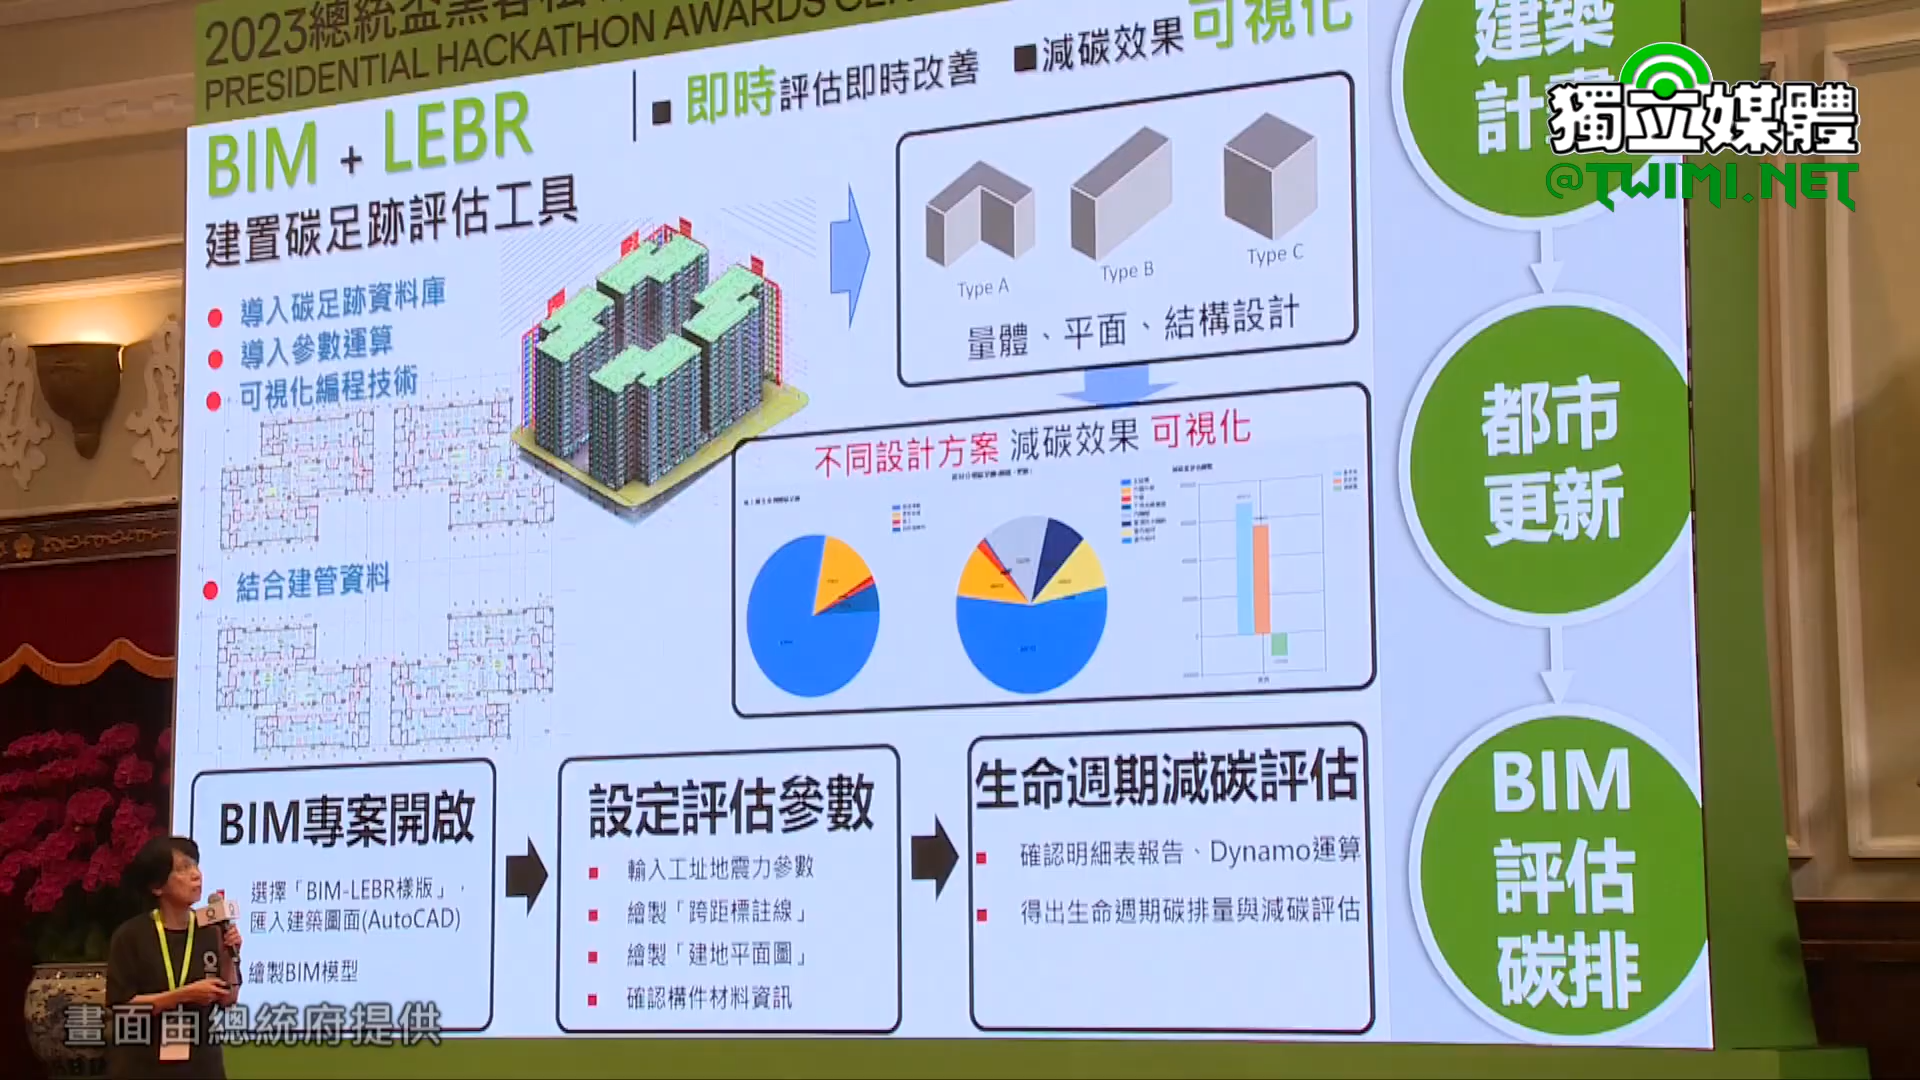 2023總統盃黑客松
PRESIDENTIAL HACKATHON AWARDS
BIM + LEBR
建置碳足跡評估工具
■即時評估即時改善
■減碳效果可視化
導入碳足跡資料庫
導入參數運算
可視化編程技術
結合建管資料
Type A
Type B
Type C
量體、平面、結構設計
不同設計方案 減碳效果 可視化
BIM專案開啟
選擇「BIM-LEBR樣版」,
匯入建築圖面(AutoCAD)
繪製BIM模型
設定評估參數
輸入工址地震力參數
繪製「跨距標註線」
繪製「建地平面圖」
確認構件材料資訊
生命週期減碳評估
確認明細表報告、Dynamo運算
得出生命週期碳排量與減碳評估
建築
計
都市
更新
BIM
評估
碳排
獨立媒體
@TWIMI.NET
畫面由總統府提供